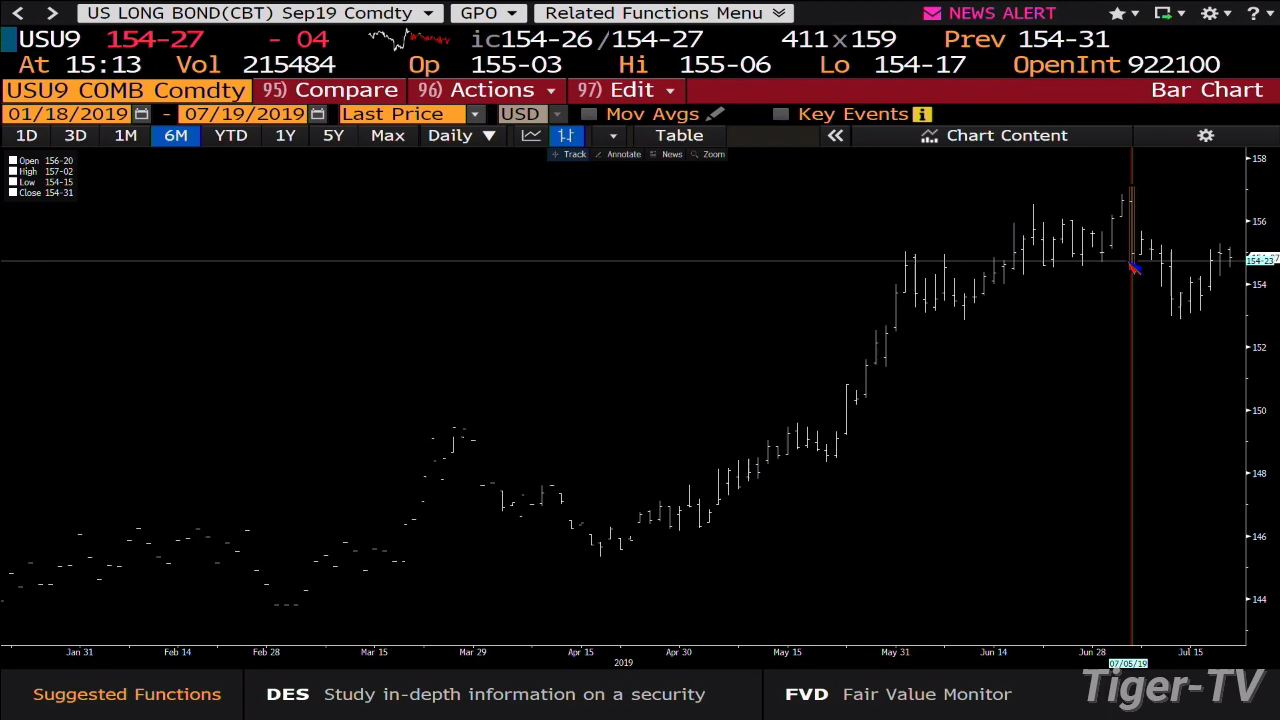 US LONG BOND(CBT) Sep19 Comdty GPO Related Functions Menu NEWS ALERT ?
USU9 154-27 - 04 ic154-26/154-27 411x159 Prev 154-31
At 15:13 Vol 215484 Op 155-03 Hi 155-06 Lo 154-17 OpenInt 922100
USU9 COMB Comdty 95) Compare 96) Actions 97) Edit Bar Chart
01/18/2019 - 07/19/2019 Last Price USD Mov Avgs Key Events i
1D 3D 1M 6M YTD 1Y 5Y Max Daily Table Chart Content
Track Annotate News Zoom
Open 156-20
High 157-02
Low 154-15
Close 154-31
158
156
154-23
154
152
150
148
146
144
Jan 31 Feb 14 Feb 28 Mar 15 Mar 29 Apr 15 Apr 30 May 15 May 31 Jun 14 Jun 28 Jul 15
2019 07/05/19
Suggested Functions DES Study in-depth information on a security FVD Fair Value Monitor
Tiger-TV